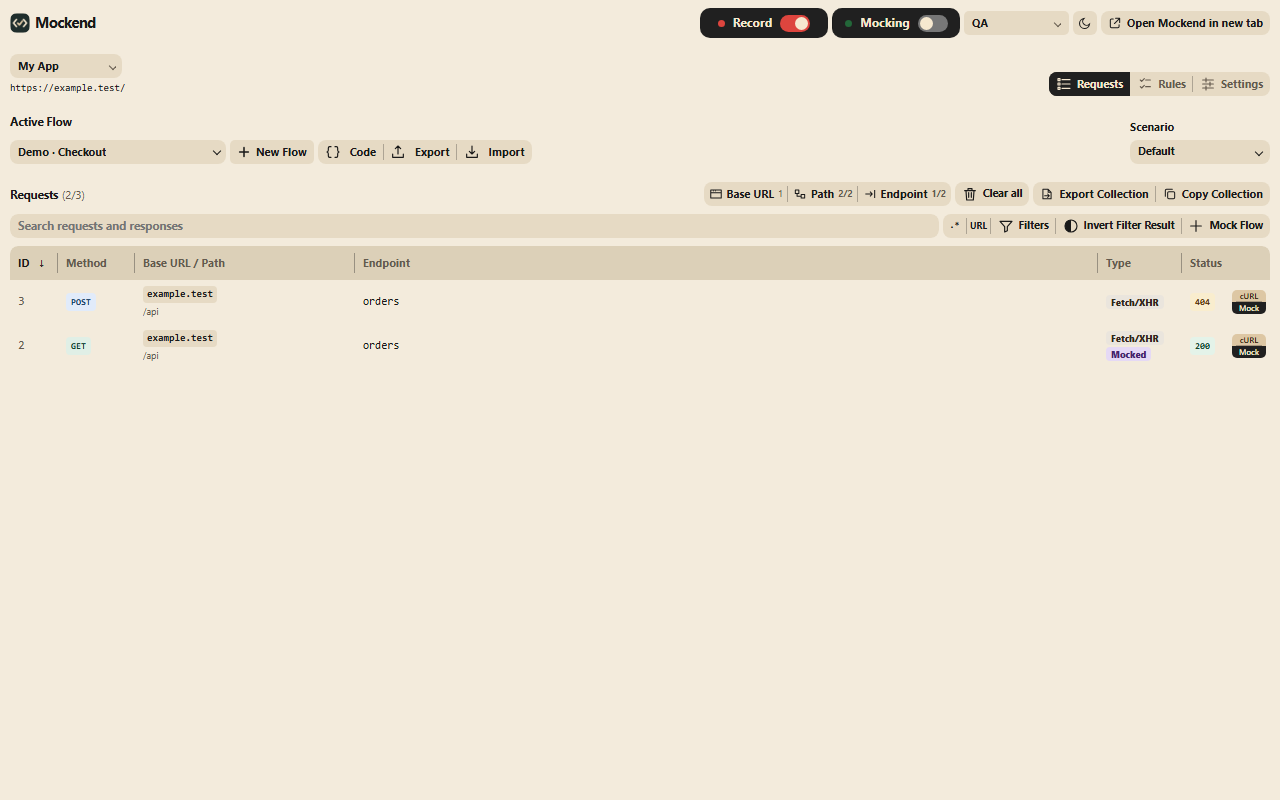 Mockend
Record
Mocking
QA
Open Mockend in new tab
My App
https://example.test/
Requests
Rules
Settings
Active Flow
Scenario
Demo · Checkout
New Flow
{} Code
Export
Import
Default
Requests (2/3)
Base URL 1
Path 2/2
Endpoint 1/2
Clear all
Export Collection
Copy Collection
Search requests and responses
.*
URL
Filters
Invert Filter Result
Mock Flow
ID ↓ Method Base URL / Path Endpoint Type Status
3 POST example.test orders Fetch/XHR 404 cURL
/api Mock
2 GET example.test orders Fetch/XHR 200 cURL
/api Mocked Mock